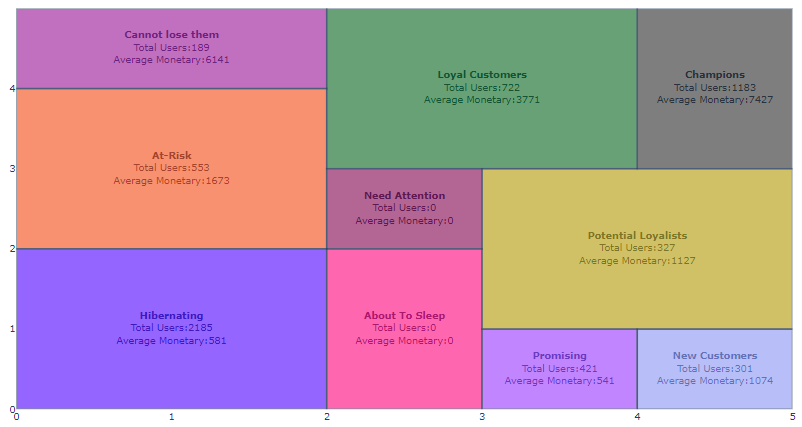 Cannot lose them
Total Users:189
Average Monetary:6141
Loyal Customers
Total Users:722
Average Monetary:3771
Champions
Total Users:1183
Average Monetary:7427
4
At-Risk
Total Users:553
Average Monetary:1673
3
Need Attention
Total Users:0
Average Monetary:0
Potential Loyalists
Total Users:327
Average Monetary:1127
2
Hibernating
Total Users:2185
Average Monetary:581
About To Sleep
Total Users:0
Average Monetary:0
1
Promising
Total Users:421
Average Monetary:541
New Customers
Total Users:301
Average Monetary:1074
0
0 1 2 3 4 5